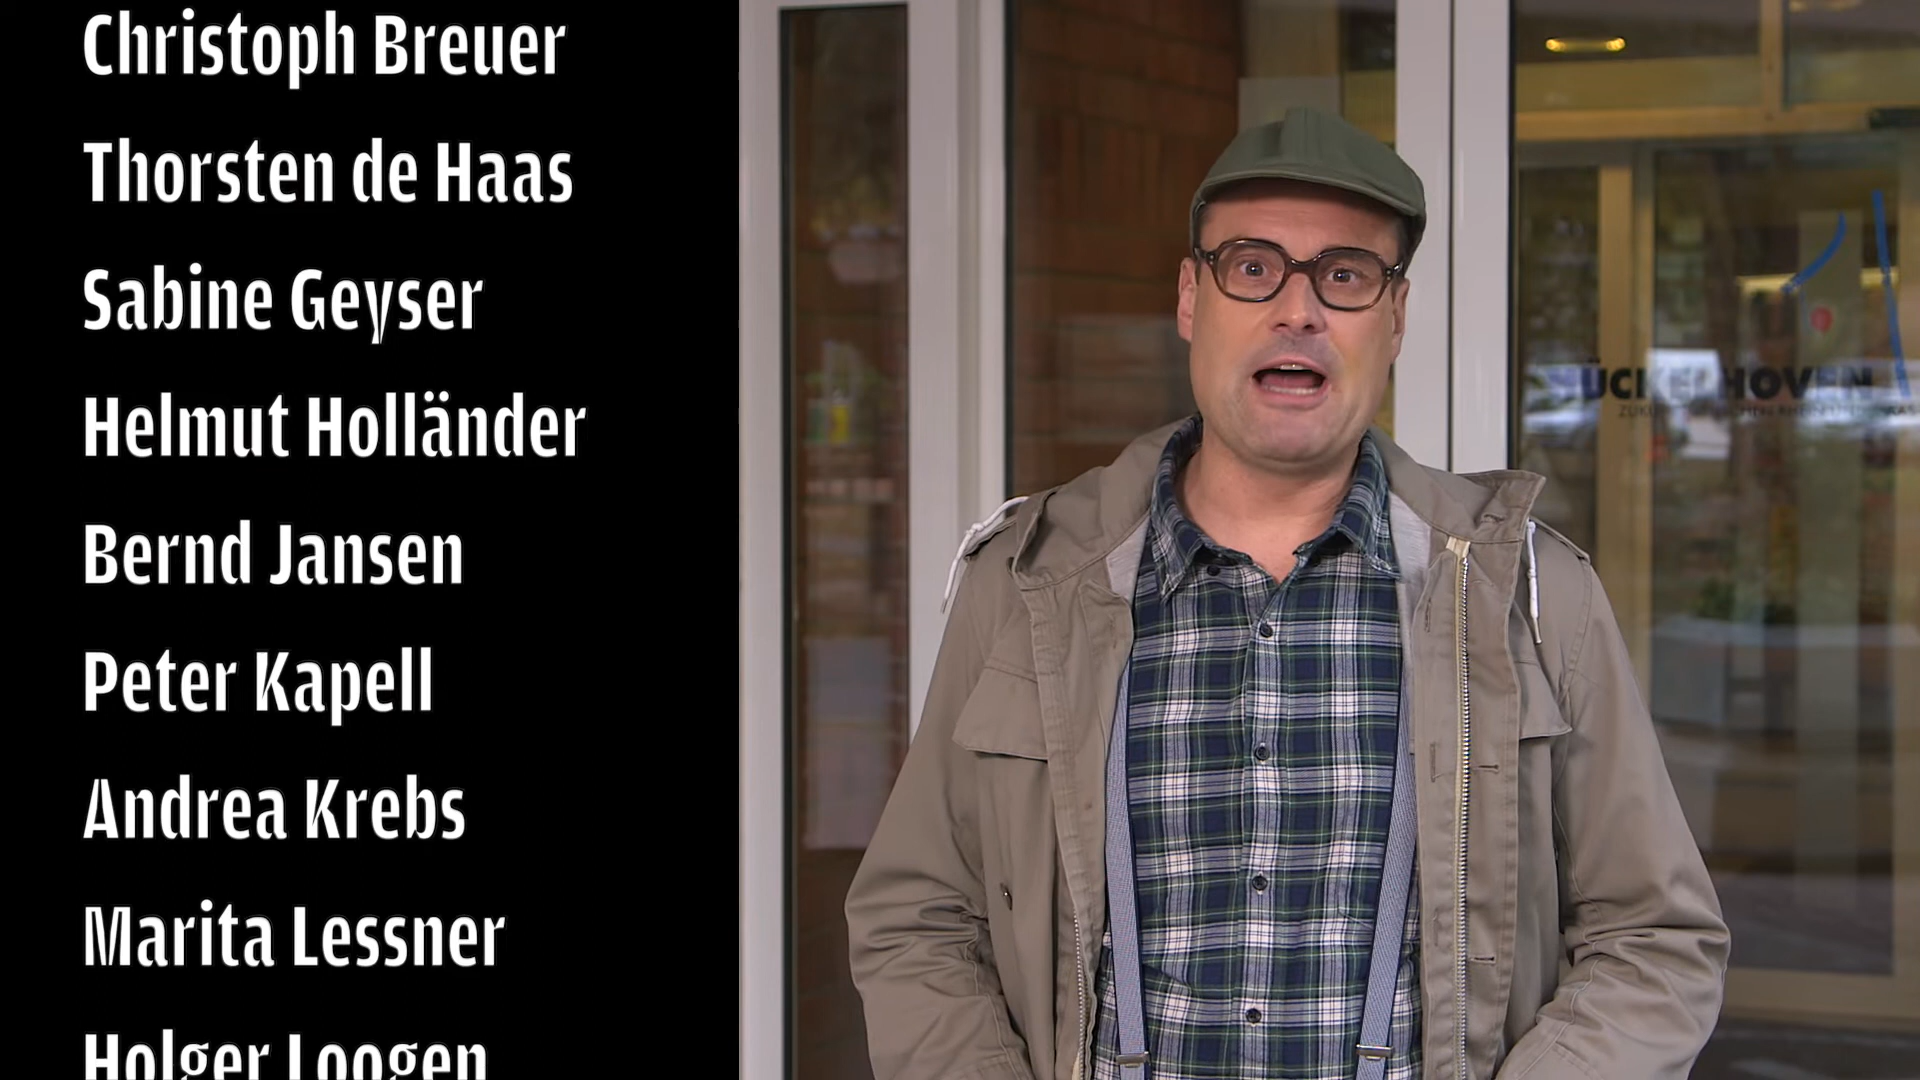 Christoph Breuer
Thorsten de Haas
Sabine Geyser
Helmut Holländer
Bernd Jansen
Peter Kapell
Andrea Krebs
Marita Lessner
Holger Loogen
ÜCKELHOVEN